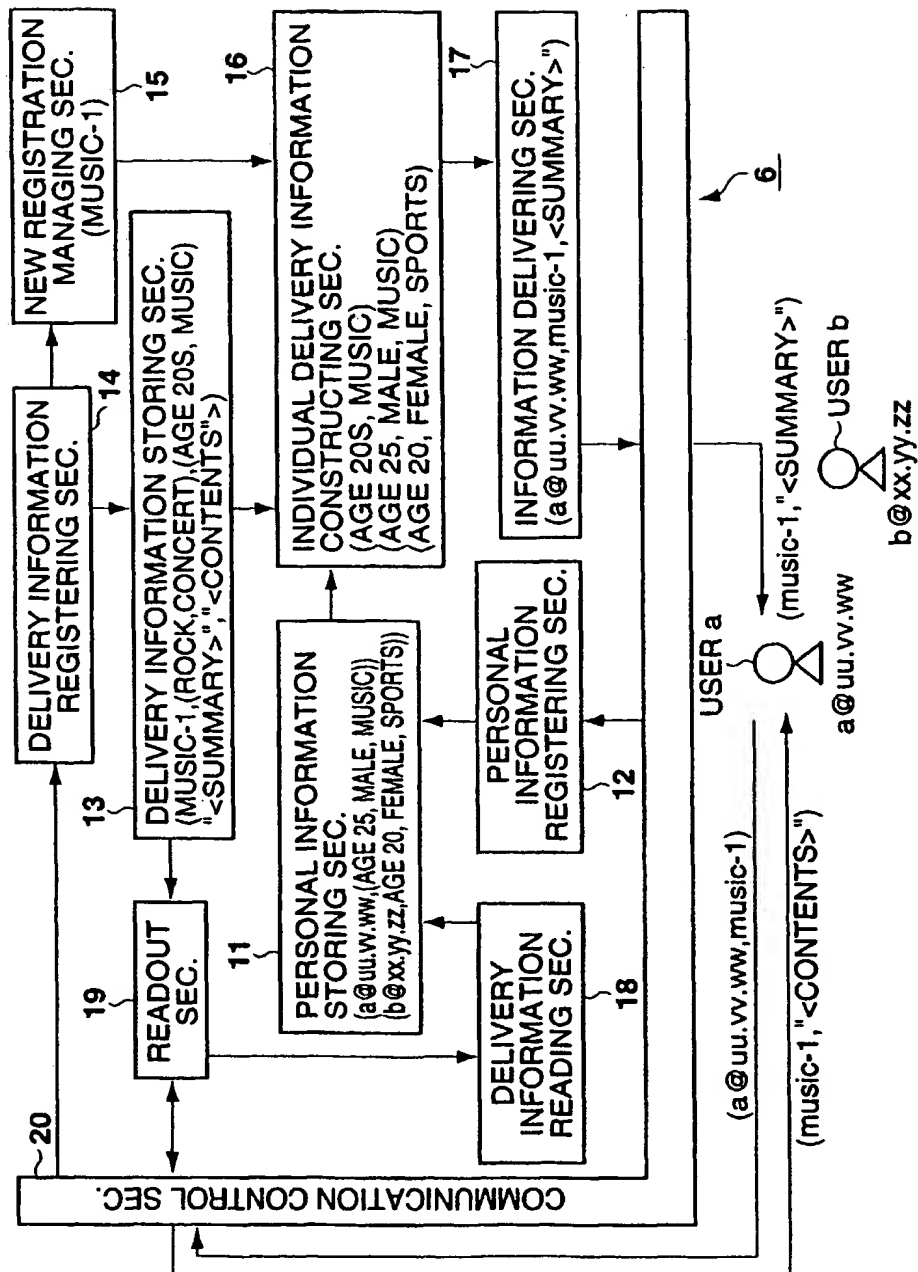 20
COMMUNICATION CONTROL SEC.
DELIVERY INFORMATION
REGISTERING SEC.
14
NEW REGISTRATION
MANAGING SEC.
(MUSIC-1)
15
13
DELIVERY INFORMATION STORING SEC.
(MUSIC-1,(ROCK,CONCERT),(AGE 20S, MUSIC)
"<SUMMARY>","<CONTENTS">)
19
READOUT
SEC.
11
PERSONAL INFORMATION
STORING SEC.
(a@uu.vv.ww,(AGE 25, MALE, MUSIC))
(b@xx.yy.zz,AGE 20, FEMALE, SPORTS))
16
INDIVIDUAL DELIVERY INFORMATION
CONSTRUCTING SEC.
(AGE 20S, MUSIC)
(AGE 25, MALE, MUSIC)
(AGE 20, FEMALE, SPORTS)
DELIVERY
INFORMATION
READING SEC.
18
PERSONAL
INFORMATION
REGISTERING SEC.
12
INFORMATION DELIVERING SEC.
(a@uu.vv.ww,music-1,<SUMMARY>")
17
6
(a@uu.vv.ww,music-1)
(music-1,"<CONTENTS>")
USER a
a@uu.vv.ww
(music-1,"<SUMMARY>")
USER b
b@xx.yy.zz